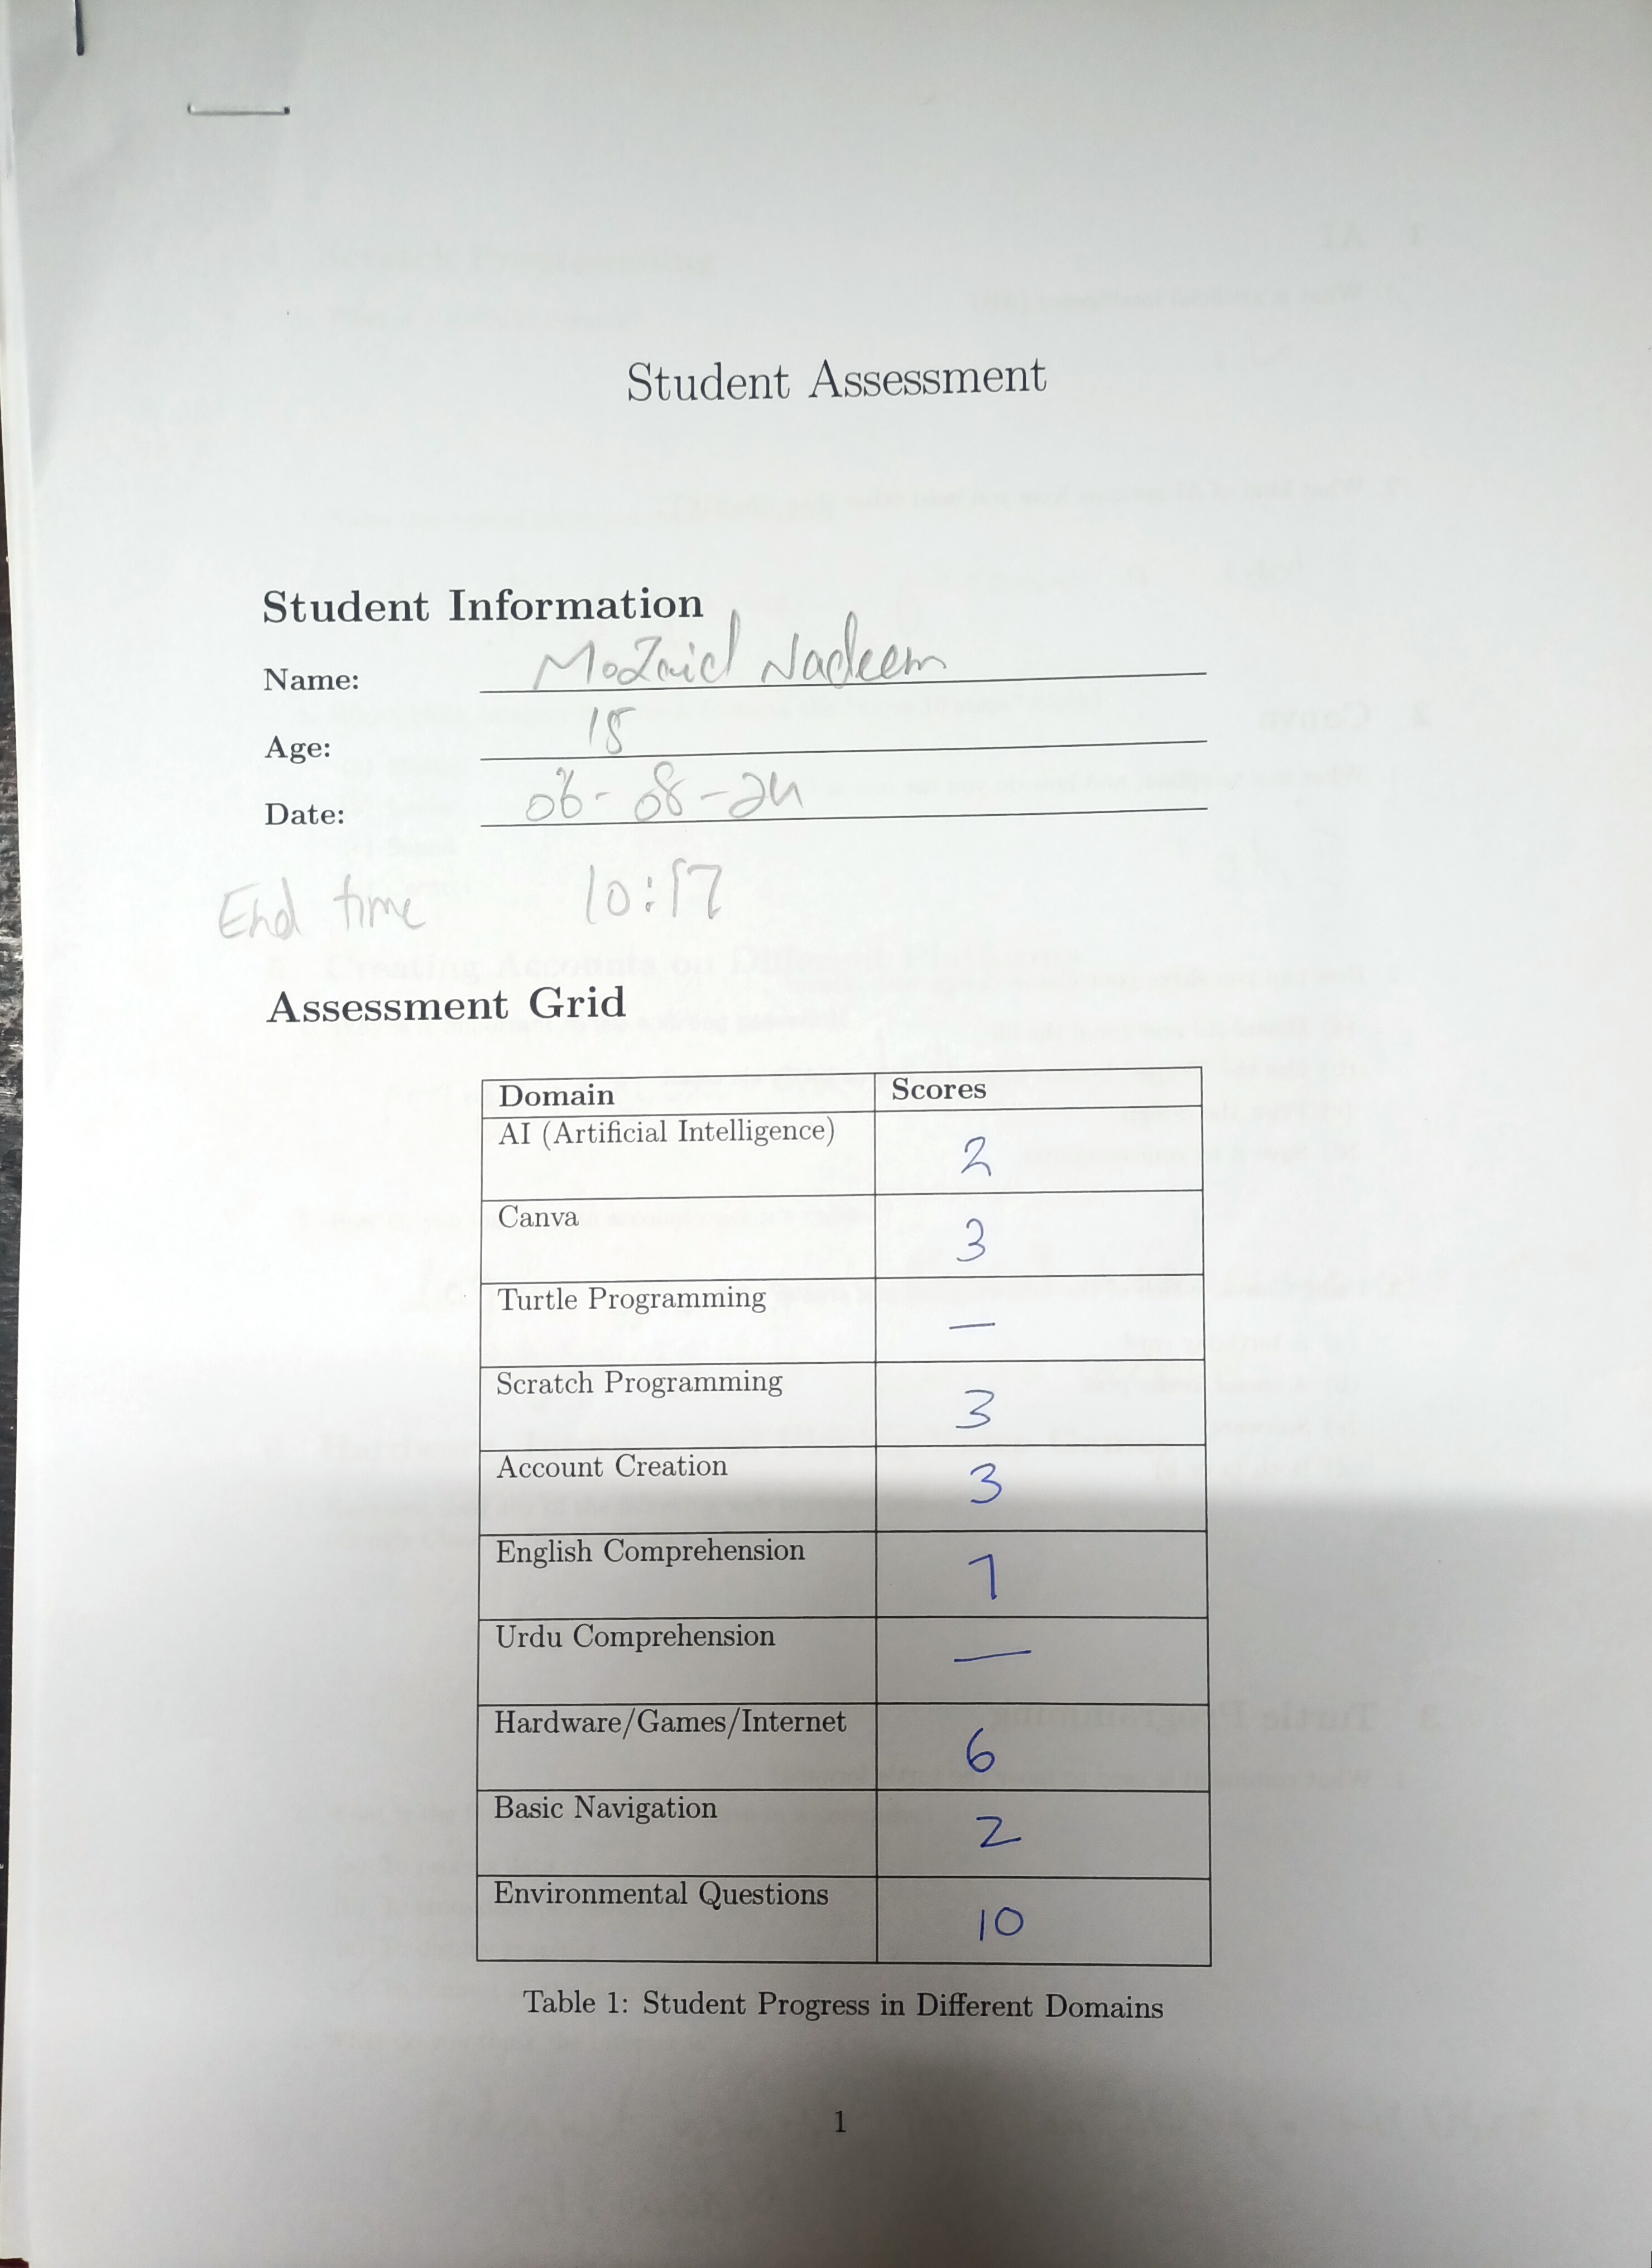 Student Assessment
Student Information
Name: MoZaid Nadeem
Age: 15
Date: 06-08-24
End time 10:17
Assessment Grid
Domain Scores
AI (Artificial Intelligence) 2
Canva 3
Turtle Programming —
Scratch Programming 3
Account Creation 3
English Comprehension 7
Urdu Comprehension —
Hardware/Games/Internet 6
Basic Navigation 2
Environmental Questions 10
Table 1: Student Progress in Different Domains
1